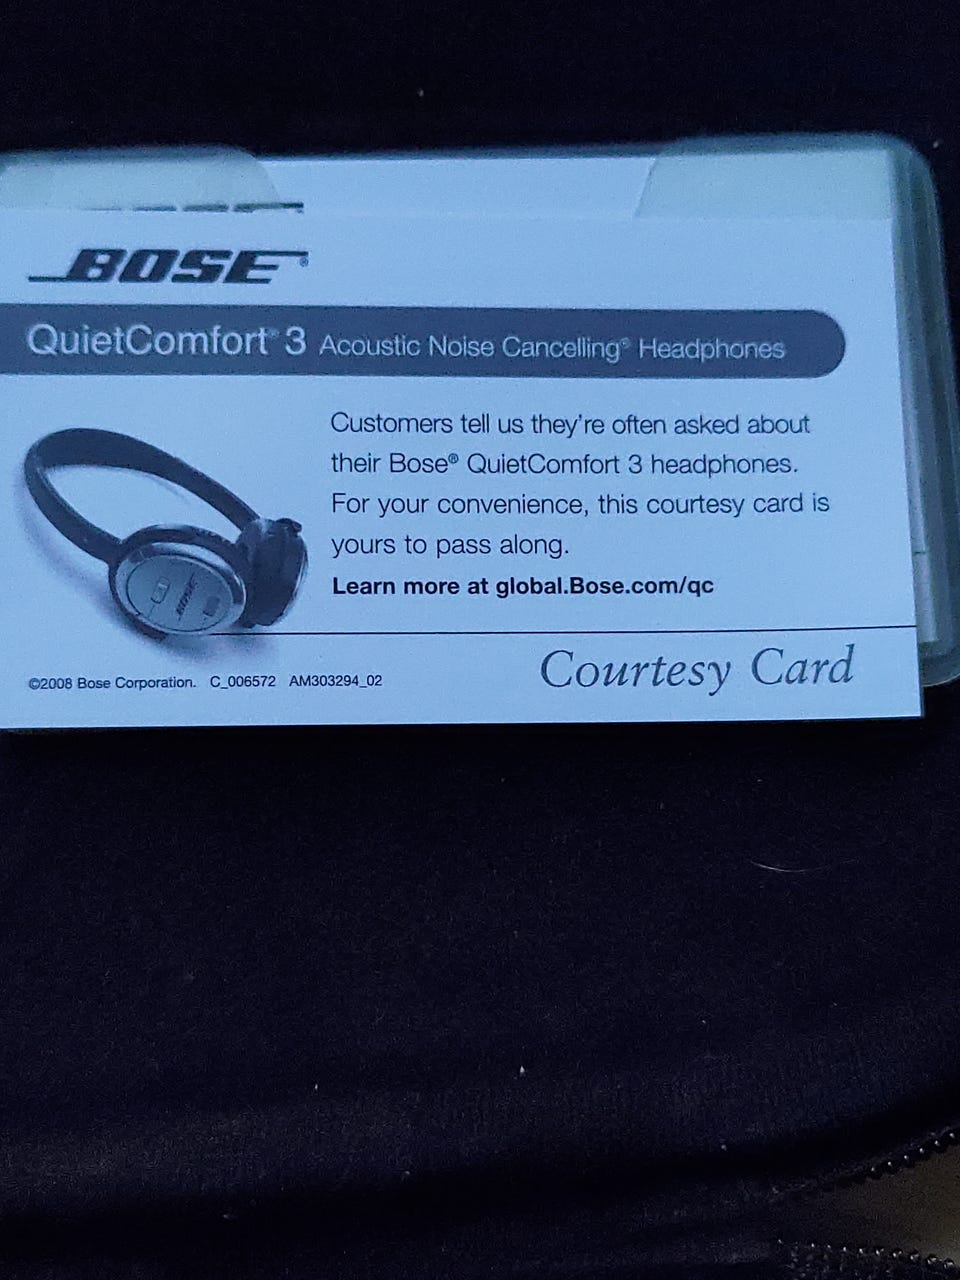 BOSE®
QuietComfort® 3 Acoustic Noise Cancelling® Headphones
Customers tell us they're often asked about
their Bose® QuietComfort 3 headphones.
For your convenience, this courtesy card is
yours to pass along.
Learn more at global.Bose.com/qc
BOSE
Courtesy Card
©2008 Bose Corporation. C_006572 AM303294_02